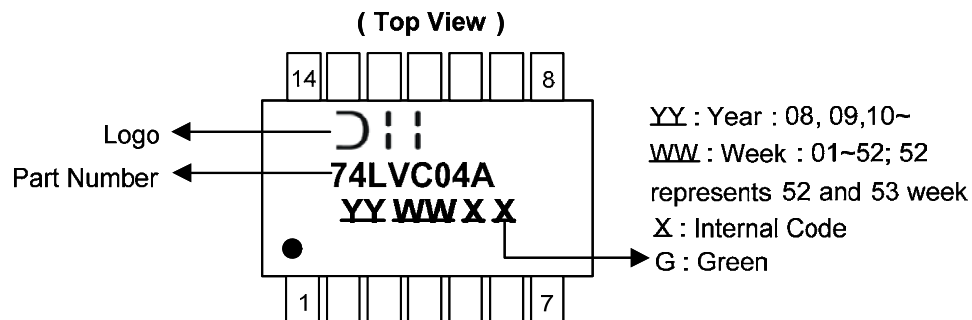 ( Top View )
14 8
Logo
Part Number
74LVC04A
YY WW X X
1 7
YY : Year : 08, 09,10~
WW : Week : 01~52; 52
represents 52 and 53 week
X : Internal Code
G : Green